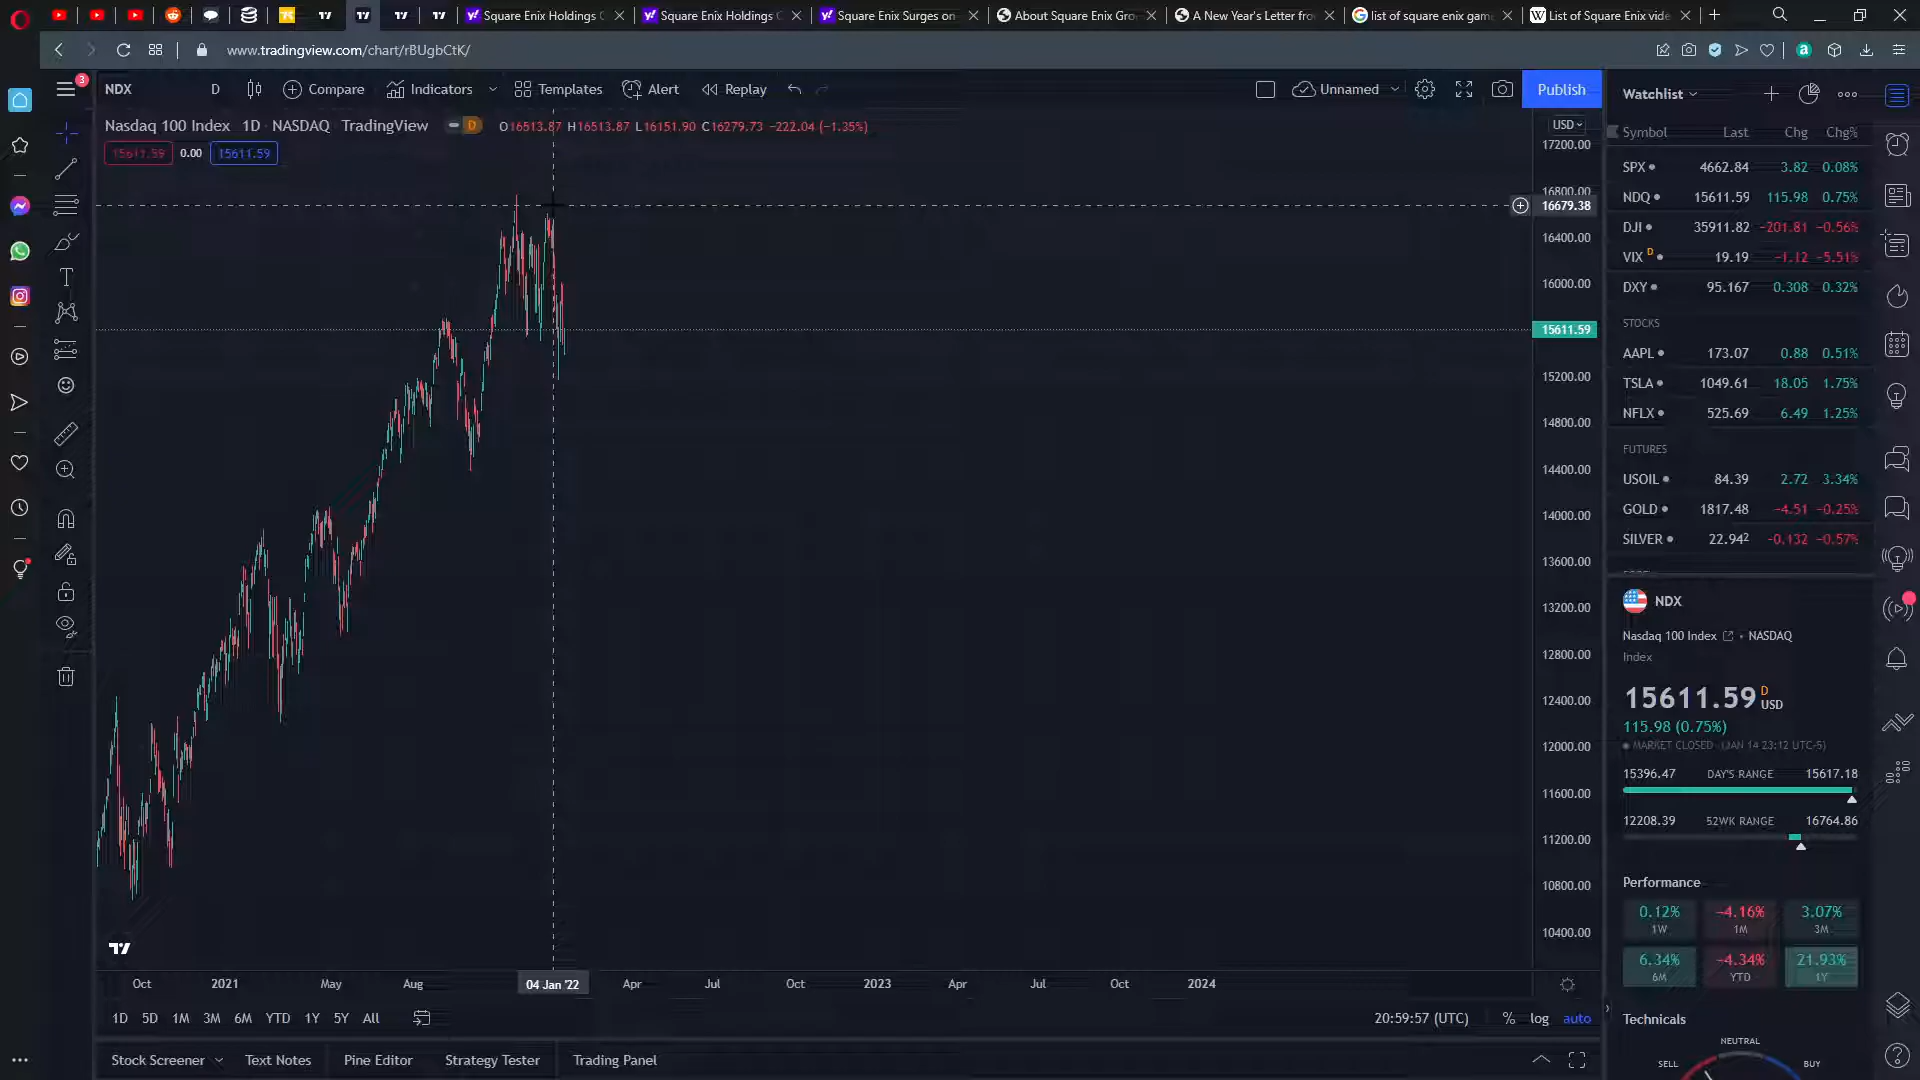 Square Enix Holdings C
Square Enix Holdings C
Square Enix Surges on
About Square Enix Gro
A New Year's Letter fro
list of square enix gam
List of Square Enix vide
www.tradingview.com/chart/rBUgbCtK/
3
NDX D Compare Indicators Templates Alert Replay Unnamed Publish
Nasdaq 100 Index 1D NASDAQ TradingView D O16513.87 H16513.87 L16151.90 C16279.73 −222.04 (−1.35%)
15611.59 0.00 15611.59
USD
17200.00
16800.00
16679.38
16400.00
16000.00
15611.59
15200.00
14800.00
14400.00
14000.00
13600.00
13200.00
12800.00
12400.00
12000.00
11600.00
11200.00
10800.00
10400.00
Oct 2021 May Aug 04 Jan '22 Apr Jul Oct 2023 Apr Jul Oct 2024
1D 5D 1M 3M 6M YTD 1Y 5Y All 20:59:57 (UTC) % log auto
Stock Screener Text Notes Pine Editor Strategy Tester Trading Panel
Watchlist
Symbol Last Chg Chg%
SPX 4662.84 3.82 0.08%
NDQ 15611.59 115.98 0.75%
DJI 35911.82 −201.81 −0.56%
VIX D 19.19 −1.12 −5.51%
DXY 95.167 0.308 0.32%
STOCKS
AAPL 173.07 0.88 0.51%
TSLA 1049.61 18.05 1.75%
NFLX 525.69 6.49 1.25%
FUTURES
USOIL 84.39 2.72 3.34%
GOLD 1817.48 −4.51 −0.25%
SILVER 22.942 −0.132 −0.57%
NDX
Nasdaq 100 Index • NASDAQ
Index
15611.59 D USD
115.98 (0.75%)
MARKET CLOSED (JAN 14 23:12 UTC-5)
15396.47 DAY'S RANGE 15617.18
12208.39 52WK RANGE 16764.86
Performance
0.12% −4.16% 3.07%
1W 1M 3M
6.34% −4.34% 21.93%
6M YTD 1Y
Technicals
NEUTRAL
SELL BUY